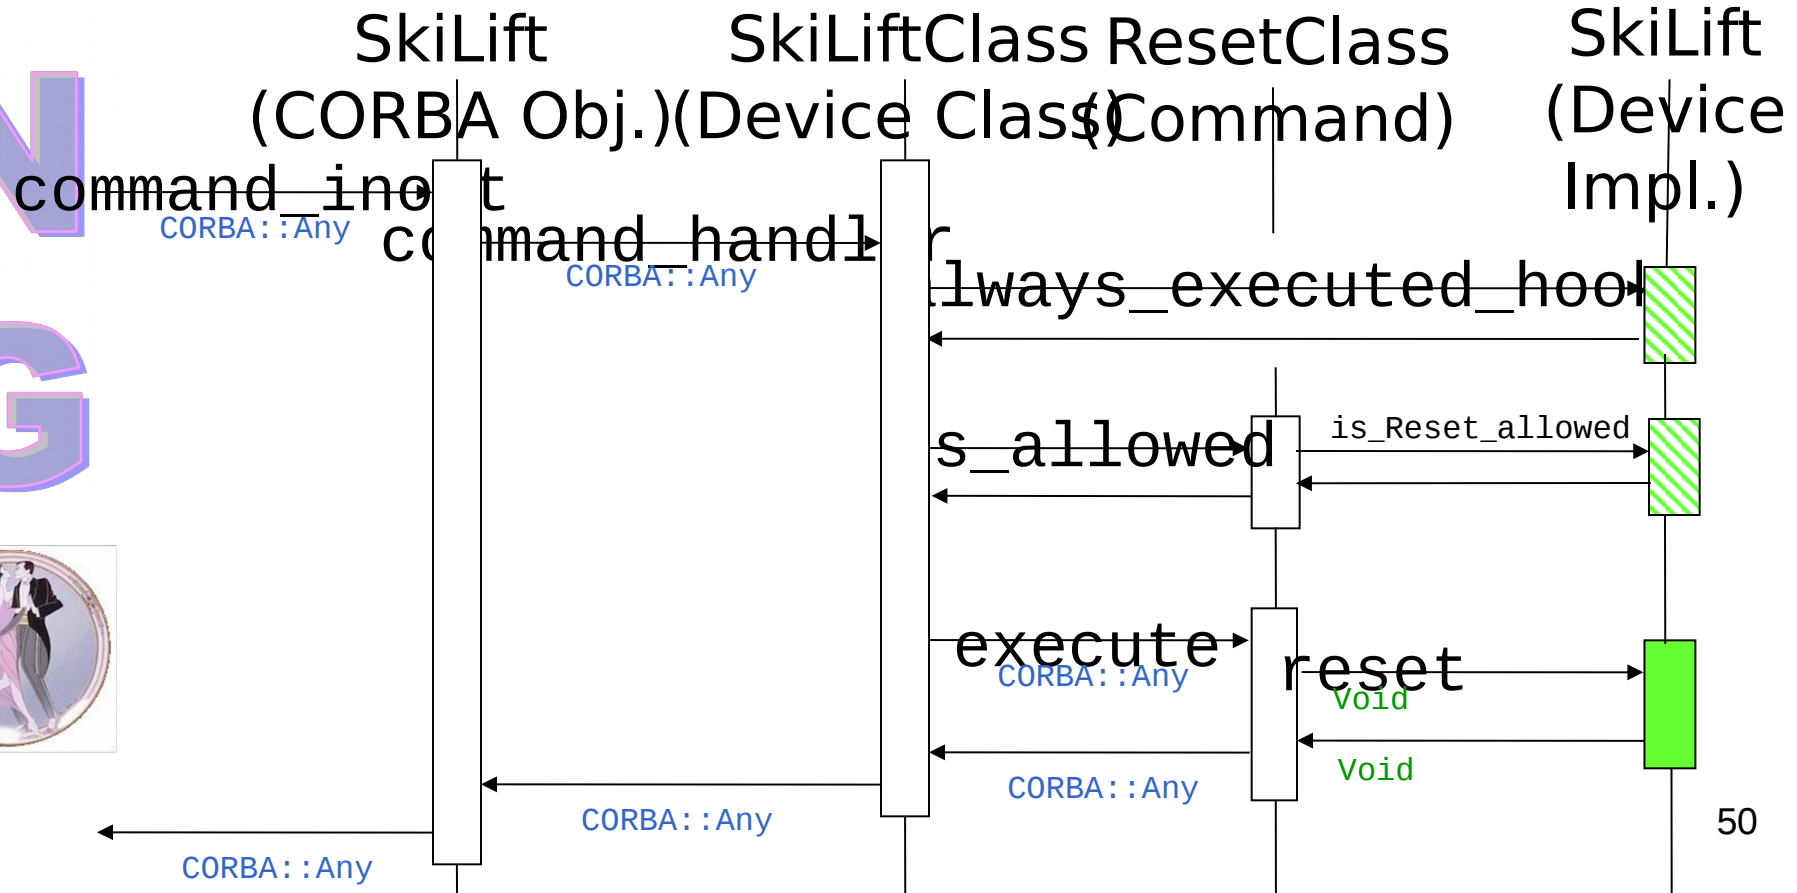 SkiLift
(CORBA Obj.)
SkiLiftClass
(Device Class)
ResetClass
(Command)
SkiLift
(Device
Impl.)
N
G
CORBA::Any
CORBA::Any
is_Reset_allowed
execute
CORBA::Any
reset
Void
Void
CORBA::Any
CORBA::Any
CORBA::Any
50